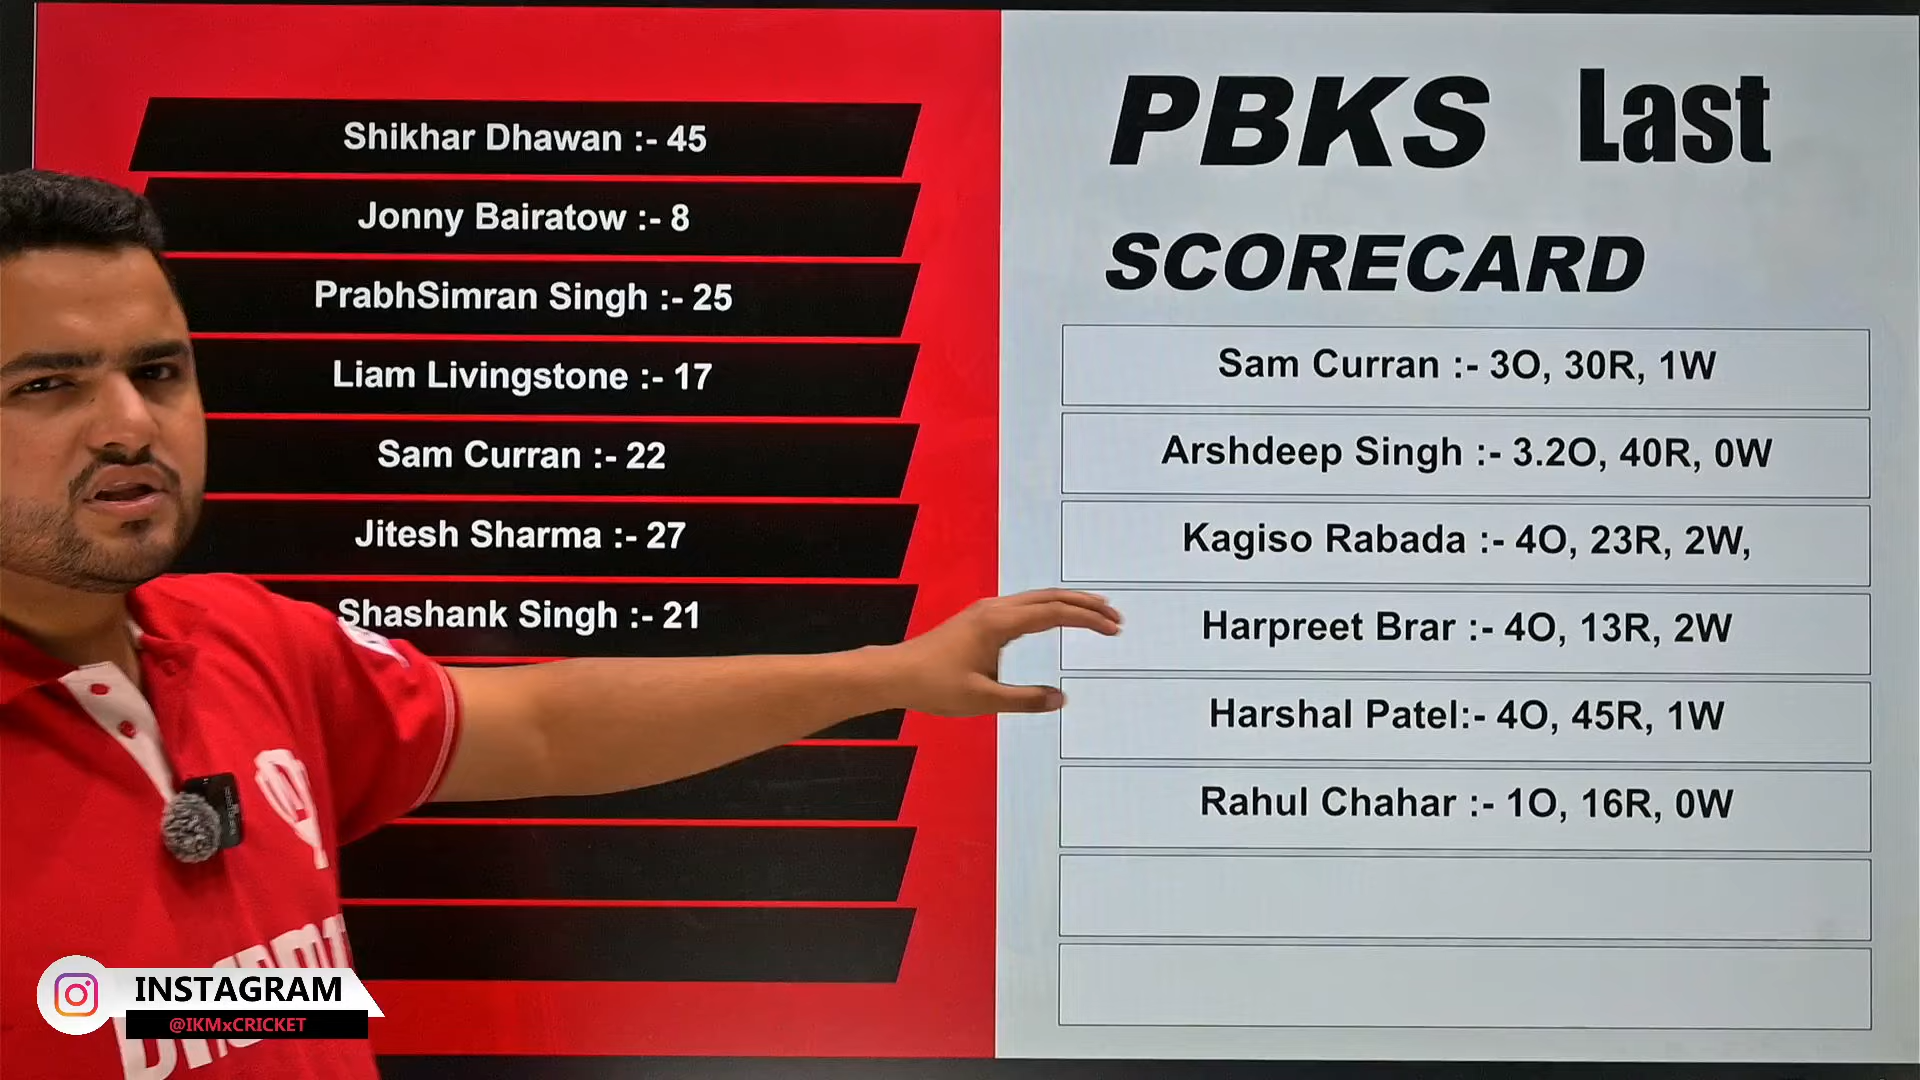 Shikhar Dhawan :- 45
Jonny Bairatow :- 8
PrabhSimran Singh :- 25
Liam Livingstone :- 17
Sam Curran :- 22
Jitesh Sharma :- 27
Shashank Singh :- 21
PBKS Last
SCORECARD
Sam Curran :- 3O, 30R, 1W
Arshdeep Singh :- 3.2O, 40R, 0W
Kagiso Rabada :- 4O, 23R, 2W,
Harpreet Brar :- 4O, 13R, 2W
Harshal Patel:- 4O, 45R, 1W
Rahul Chahar :- 1O, 16R, 0W
INSTAGRAM
@IKMxCRICKET